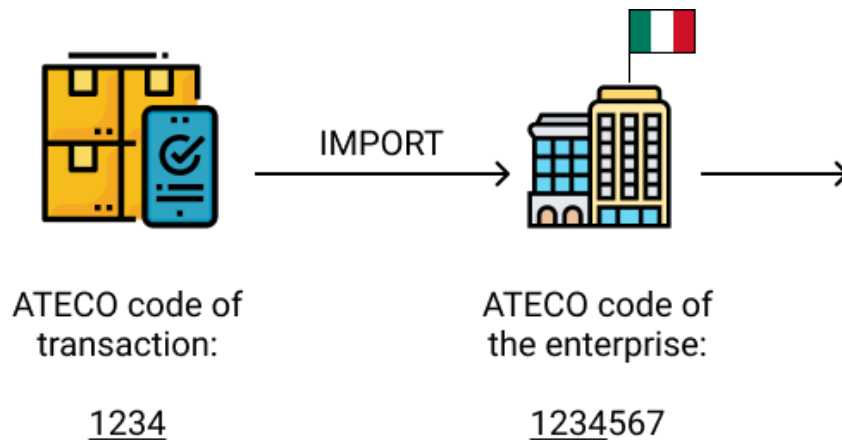 IMPORT
ATECO code of
transaction:
1234
ATECO code of
the enterprise:
1234567